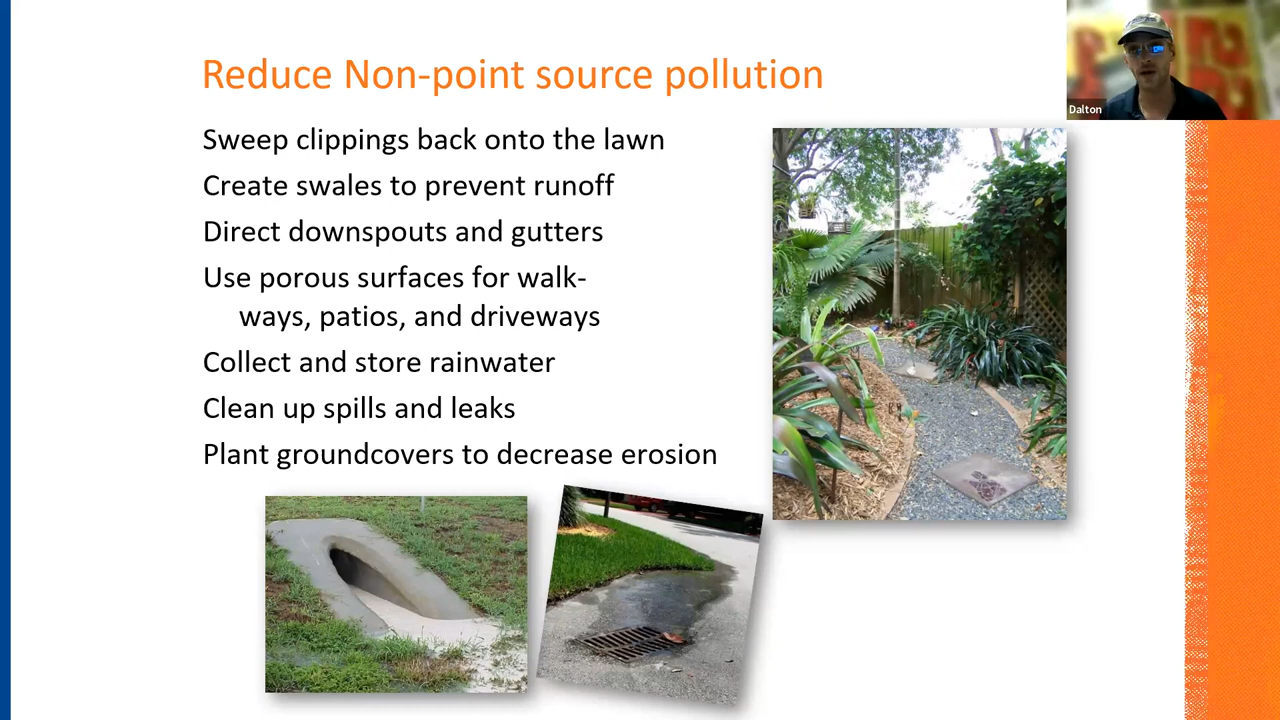 Reduce Non-point source pollution
Sweep clippings back onto the lawn
Create swales to prevent runoff
Direct downspouts and gutters
Use porous surfaces for walk-
ways, patios, and driveways
Collect and store rainwater
Clean up spills and leaks
Plant groundcovers to decrease erosion
Dalton